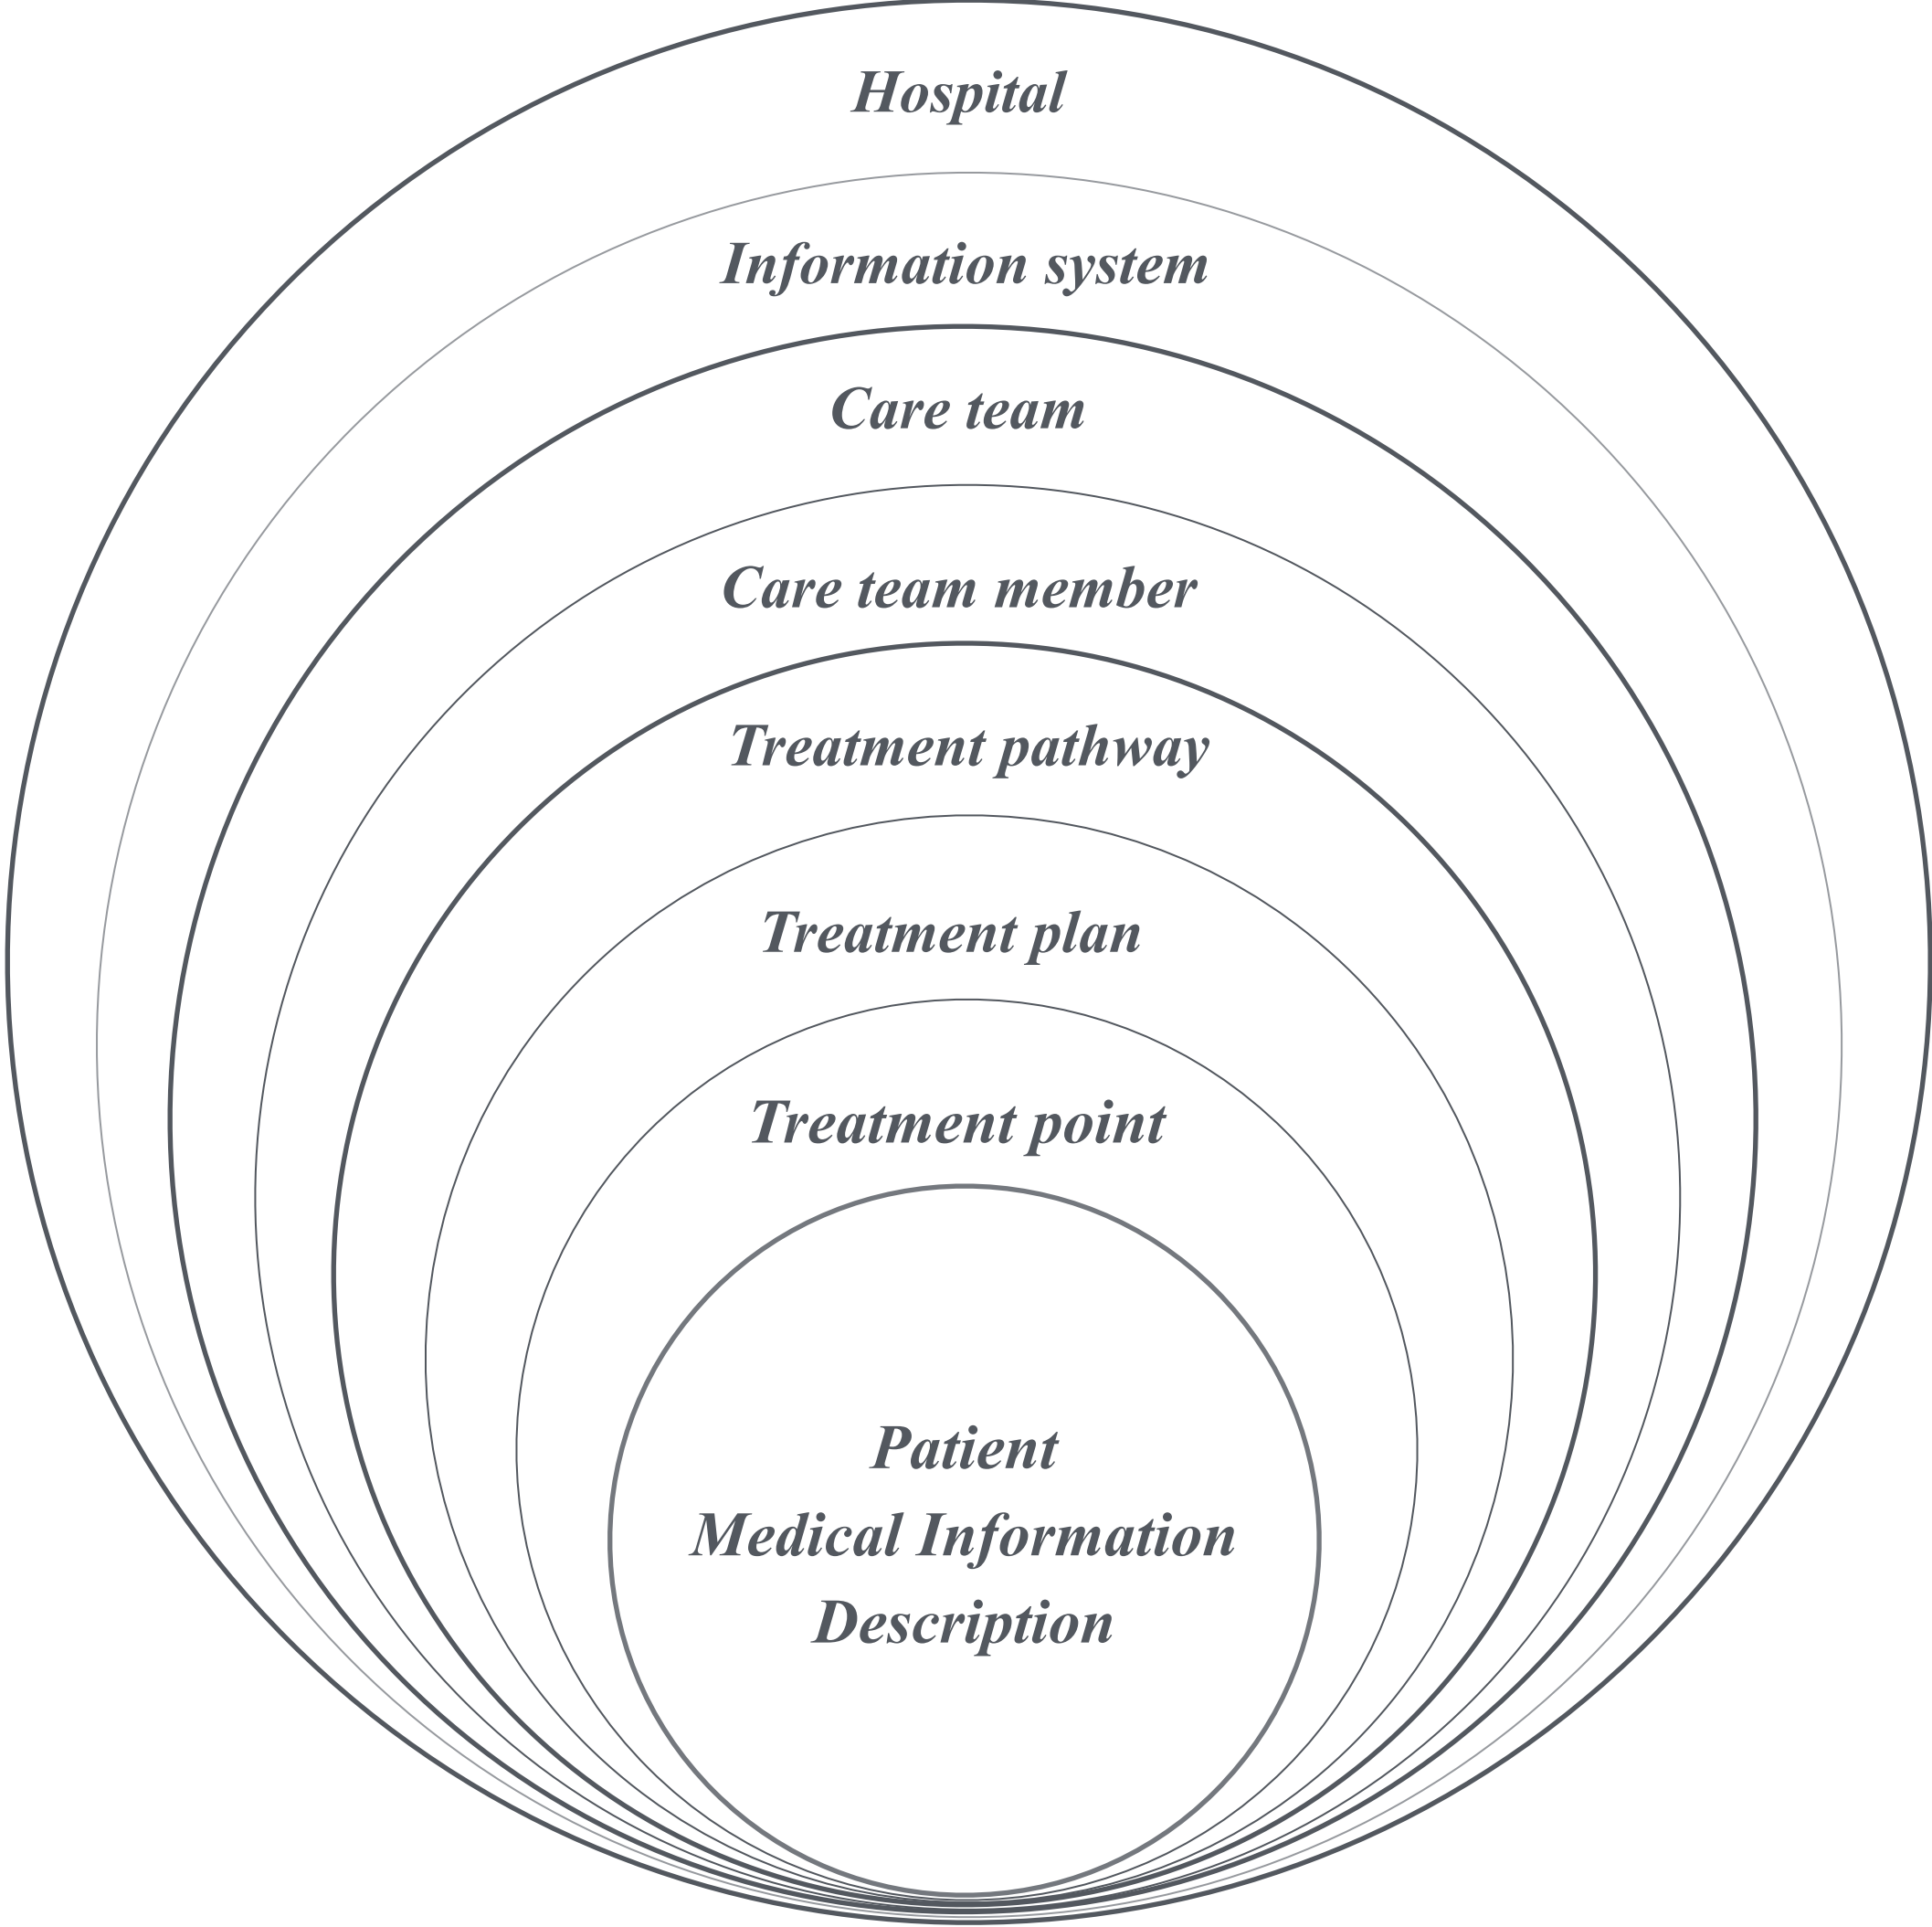 Hospital
Information system
Care team
Care team member
Treatment pathway
Treatment plan
Treatment point
Patient
Medical Information
Description